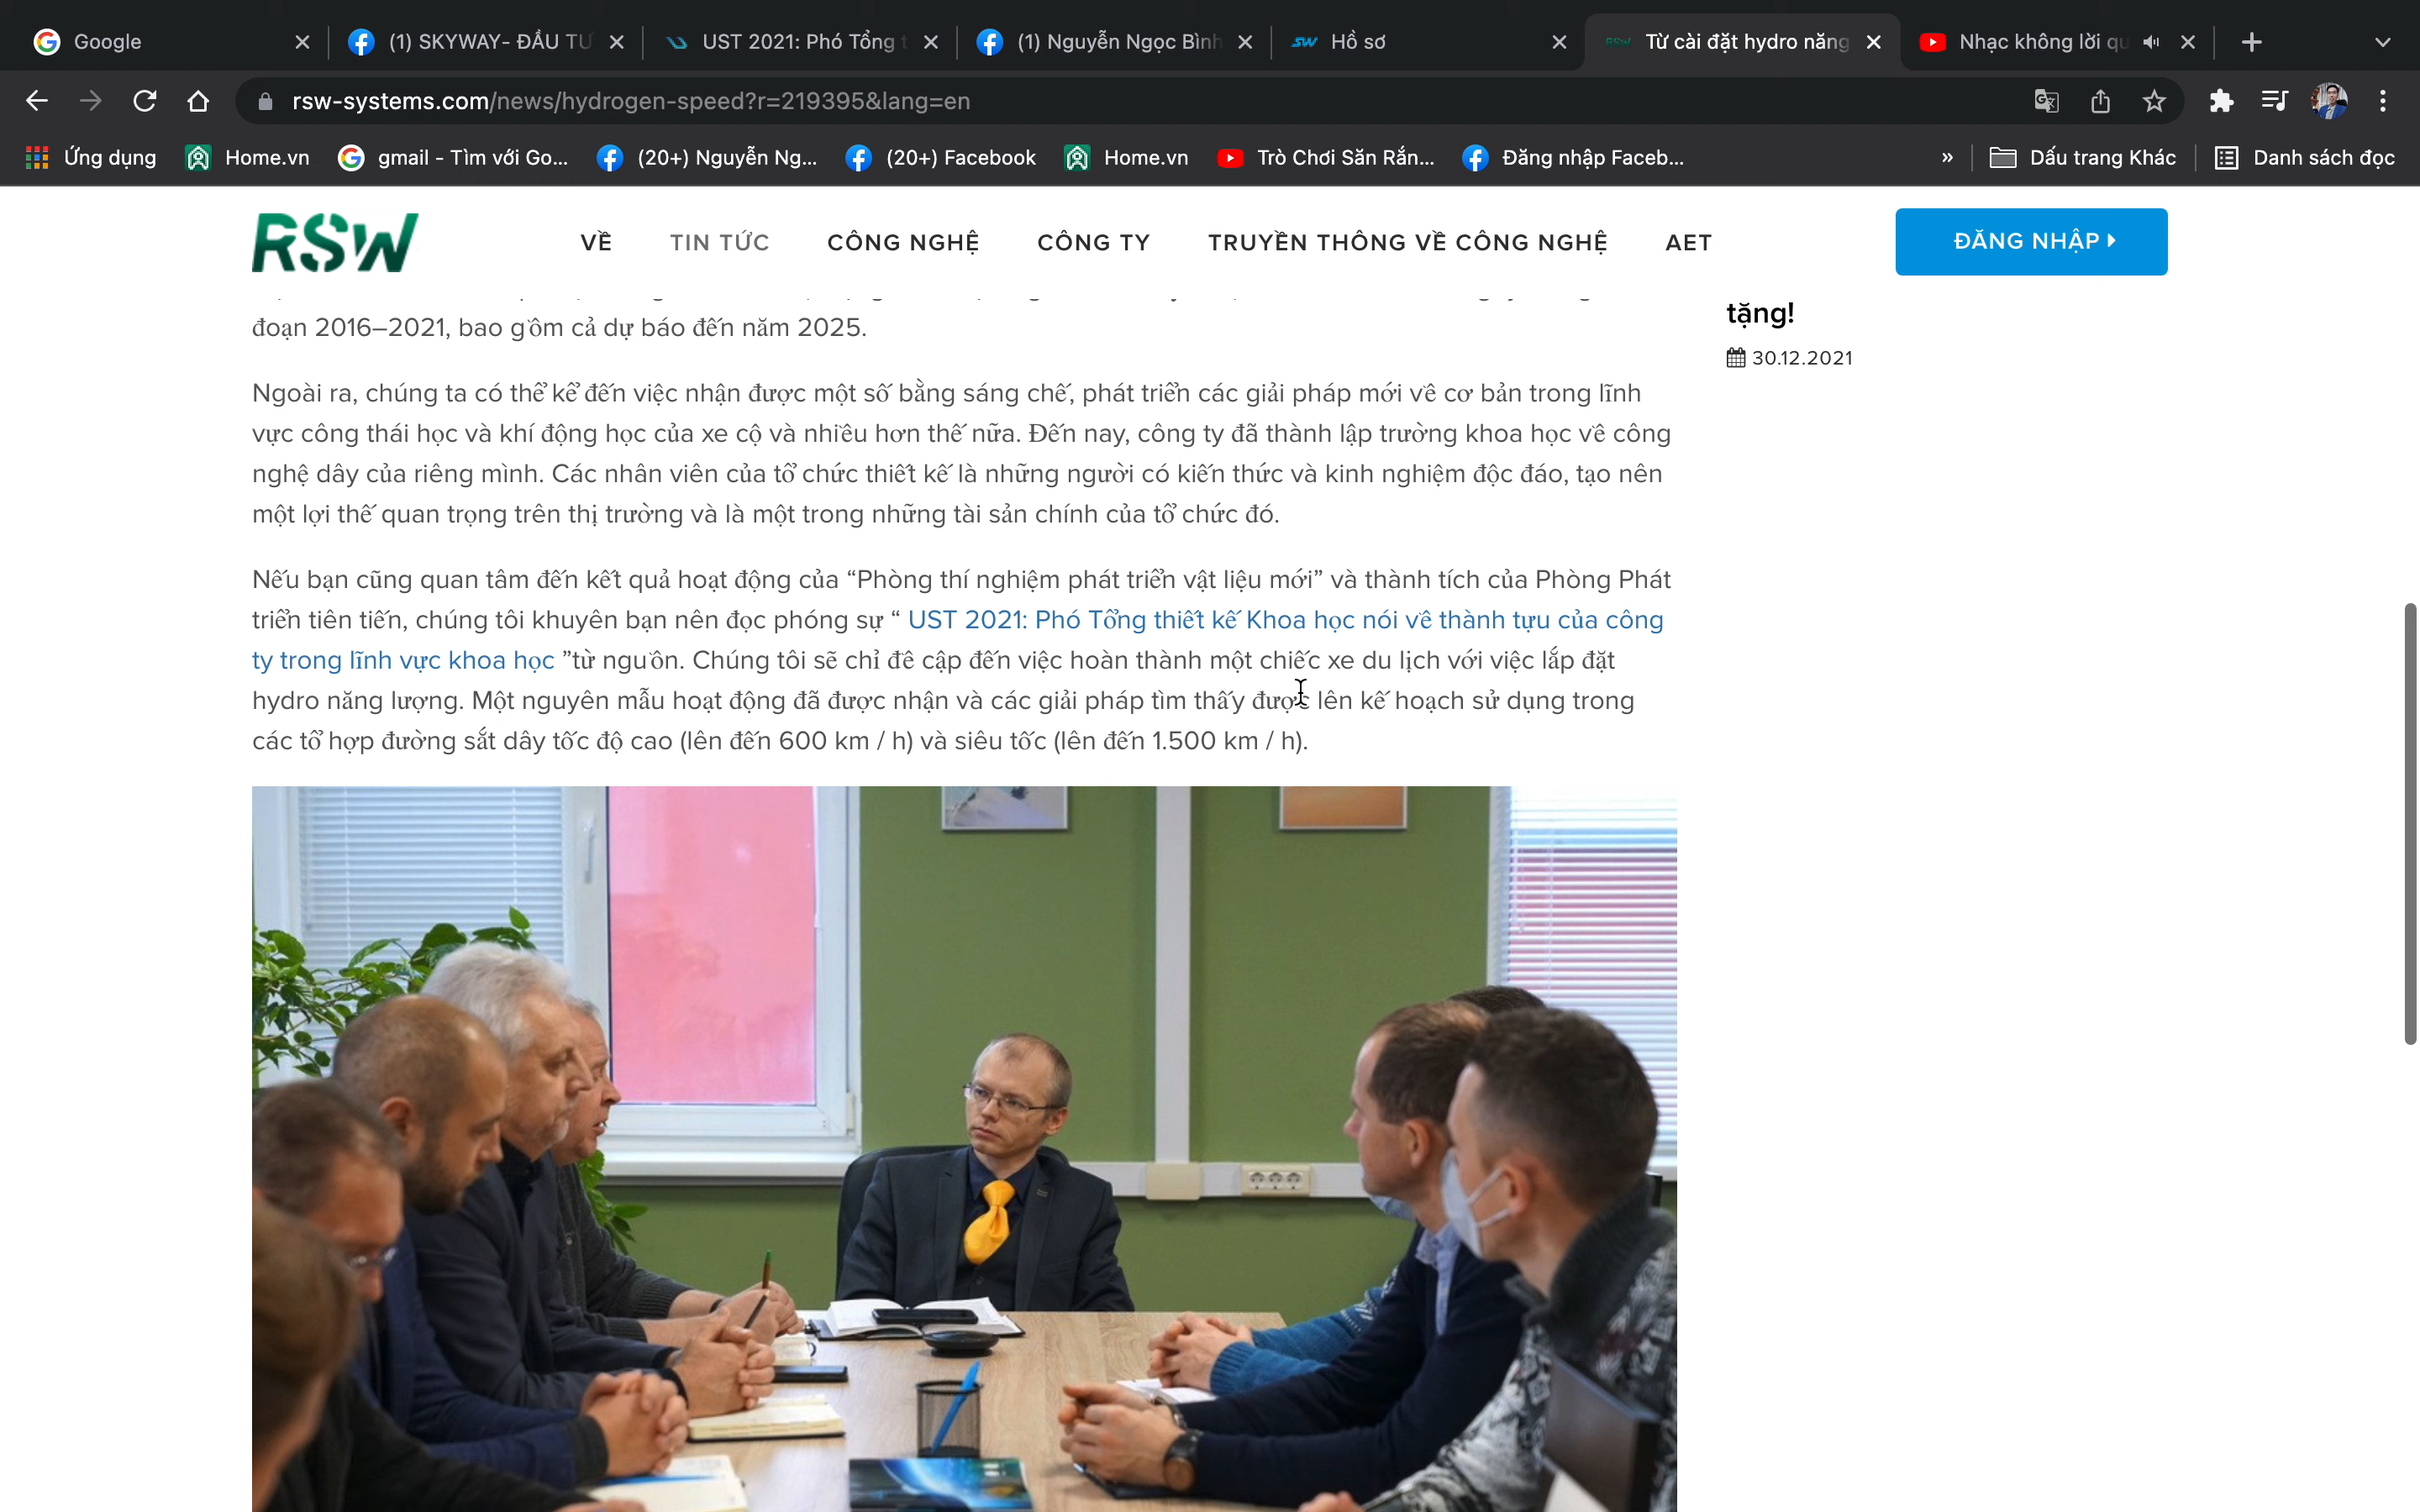 Google
(1) SKYWAY- ĐẦU TƯ
UST 2021: Phó Tổng t
(1) Nguyễn Ngọc Bình
SW Hồ sơ
RSW Từ cài đặt hydro năng
Nhạc không lời qu
rsw-systems.com/news/hydrogen-speed?r=219395&lang=en
Ứng dụng
Home.vn
gmail - Tìm với Go...
(20+) Nguyễn Ng...
(20+) Facebook
Home.vn
Trò Chơi Săn Rắn...
Đăng nhập Faceb...
»
Dấu trang Khác
Danh sách đọc
RSW
VỀ
TIN TỨC
CÔNG NGHỆ
CÔNG TY
TRUYỀN THÔNG VỀ CÔNG NGHỆ
AET
ĐĂNG NHẬP
tặng!
30.12.2021
đoạn 2016–2021, bao gồm cả dự báo đến năm 2025.
Ngoài ra, chúng ta có thể kể đến việc nhận được một số bằng sáng chế, phát triển các giải pháp mới về cơ bản trong lĩnh
vực công thái học và khí động học của xe cộ và nhiều hơn thế nữa. Đến nay, công ty đã thành lập trường khoa học về công
nghệ dây của riêng mình. Các nhân viên của tổ chức thiết kế là những người có kiến thức và kinh nghiệm độc đáo, tạo nên
một lợi thế quan trọng trên thị trường và là một trong những tài sản chính của tổ chức đó.
Nếu bạn cũng quan tâm đến kết quả hoạt động của “Phòng thí nghiệm phát triển vật liệu mới” và thành tích của Phòng Phát
triển tiên tiến, chúng tôi khuyên bạn nên đọc phóng sự “ UST 2021: Phó Tổng thiết kế Khoa học nói về thành tựu của công
ty trong lĩnh vực khoa học ”từ nguồn. Chúng tôi sẽ chỉ đề cập đến việc hoàn thành một chiếc xe du lịch với việc lắp đặt
hydro năng lượng. Một nguyên mẫu hoạt động đã được nhận và các giải pháp tìm thấy được lên kế hoạch sử dụng trong
các tổ hợp đường sắt dây tốc độ cao (lên đến 600 km / h) và siêu tốc (lên đến 1.500 km / h).